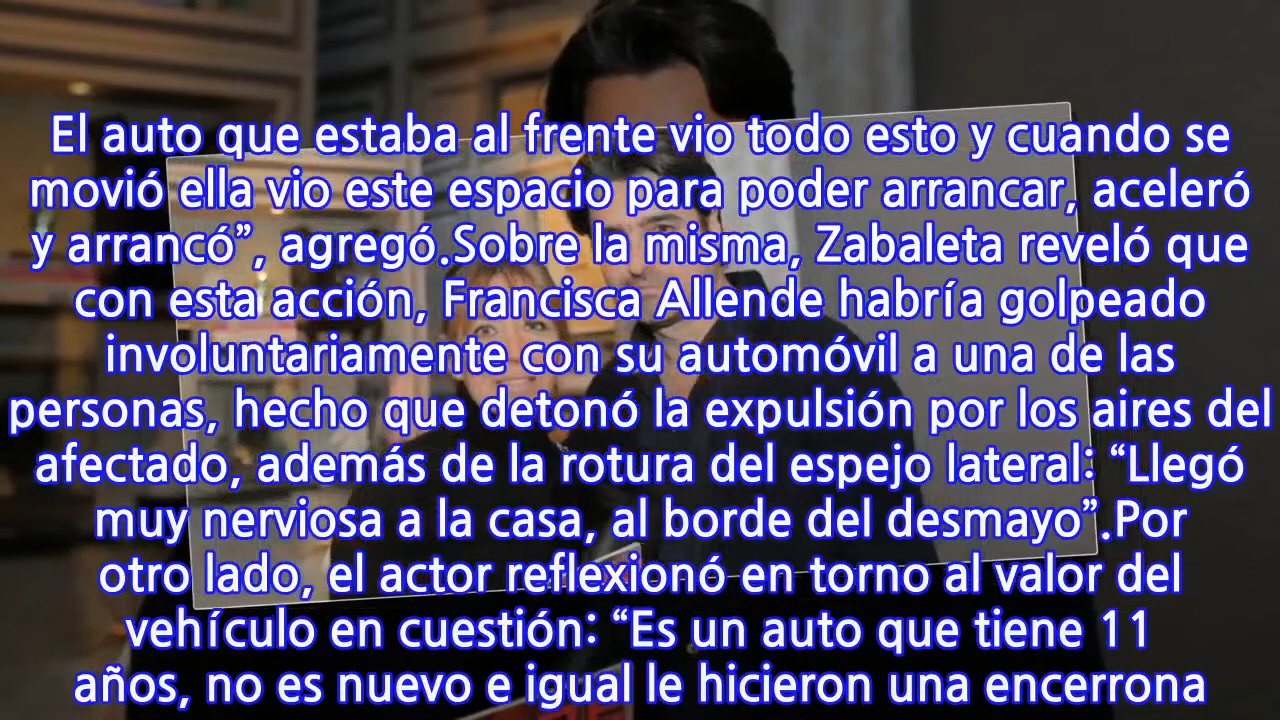 El auto que estaba al frente vio todo esto y cuando se
movió ella vio este espacio para poder arrancar, aceleró
y arrancó”, agregó.Sobre la misma, Zabaleta reveló que
con esta acción, Francisca Allende habría golpeado
involuntariamente con su automóvil a una de las
personas, hecho que detonó la expulsión por los aires del
afectado, además de la rotura del espejo lateral: “Llegó
muy nerviosa a la casa, al borde del desmayo”.Por
otro lado, el actor reflexionó en torno al valor del
vehículo en cuestión: “Es un auto que tiene 11
años, no es nuevo e igual le hicieron una encerrona